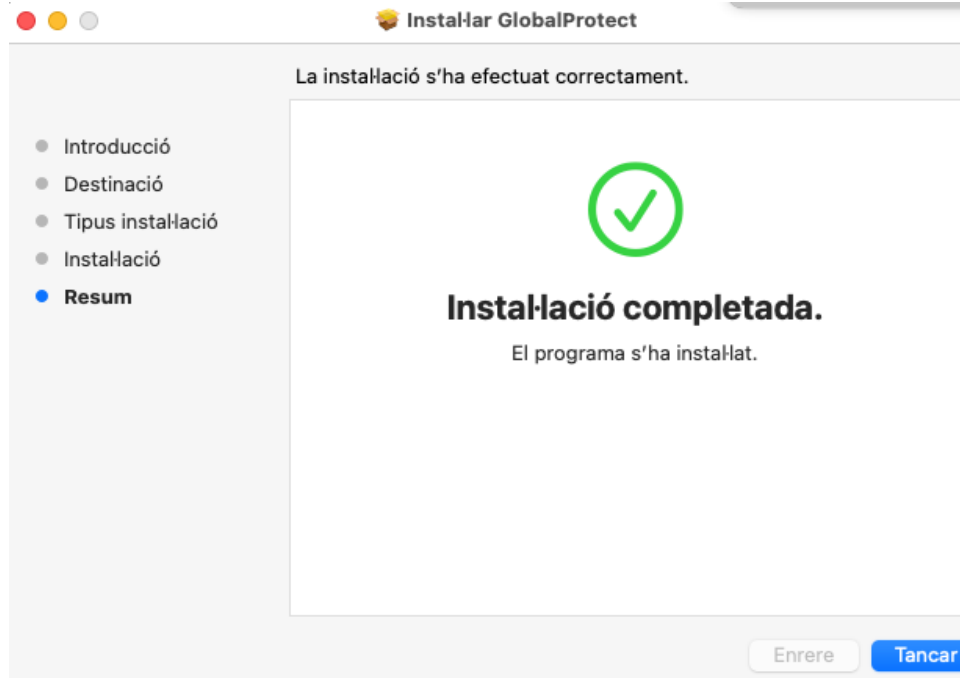 Instal·lar GlobalProtect
La instal·lació s’ha efectuat correctament.
Introducció
Destinació
Tipus instal·lació
Instal·lació
Resum
Instal·lació completada.
El programa s’ha instal·lat.
Enrere
Tancar